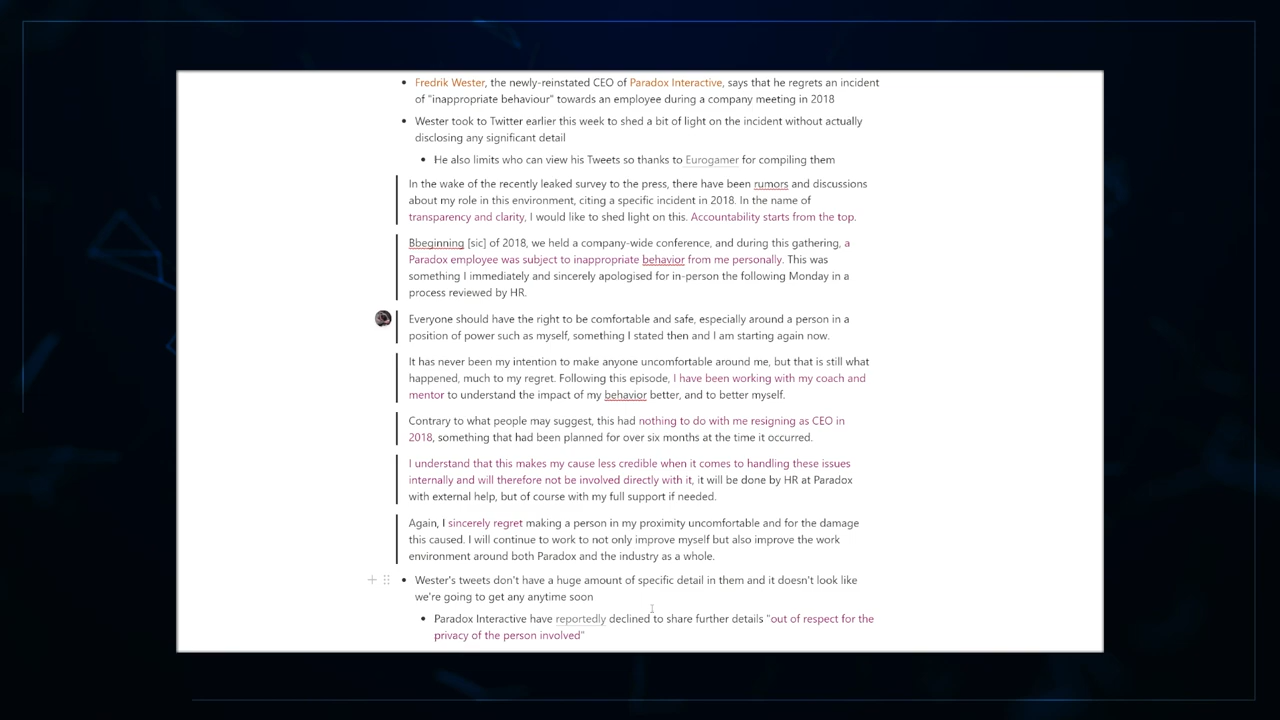 Fredrik Wester, the newly-reinstated CEO of Paradox Interactive, says that he regrets an incident
of "inappropriate behaviour" towards an employee during a company meeting in 2018
Wester took to Twitter earlier this week to shed a bit of light on the incident without actually
disclosing any significant detail
He also limits who can view his Tweets so thanks to Eurogamer for compiling them
In the wake of the recently leaked survey to the press, there have been rumors and discussions
about my role in this environment, citing a specific incident in 2018. In the name of
transparency and clarity, I would like to shed light on this. Accountability starts from the top.
Bbeginning [sic] of 2018, we held a company-wide conference, and during this gathering, a
Paradox employee was subject to inappropriate behavior from me personally. This was
something I immediately and sincerely apologised for in-person the following Monday in a
process reviewed by HR.
Everyone should have the right to be comfortable and safe, especially around a person in a
position of power such as myself, something I stated then and I am starting again now.
It has never been my intention to make anyone uncomfortable around me, but that is still what
happened, much to my regret. Following this episode, I have been working with my coach and
mentor to understand the impact of my behavior better, and to better myself.
Contrary to what people may suggest, this had nothing to do with me resigning as CEO in
2018, something that had been planned for over six months at the time it occurred.
I understand that this makes my cause less credible when it comes to handling these issues
internally and will therefore not be involved directly with it, it will be done by HR at Paradox
with external help, but of course with my full support if needed.
Again, I sincerely regret making a person in my proximity uncomfortable and for the damage
this caused. I will continue to work to not only improve myself but also improve the work
environment around both Paradox and the industry as a whole.
Wester's tweets don't have a huge amount of specific detail in them and it doesn't look like
we're going to get any anytime soon
Paradox Interactive have reportedly declined to share further details "out of respect for the
privacy of the person involved"